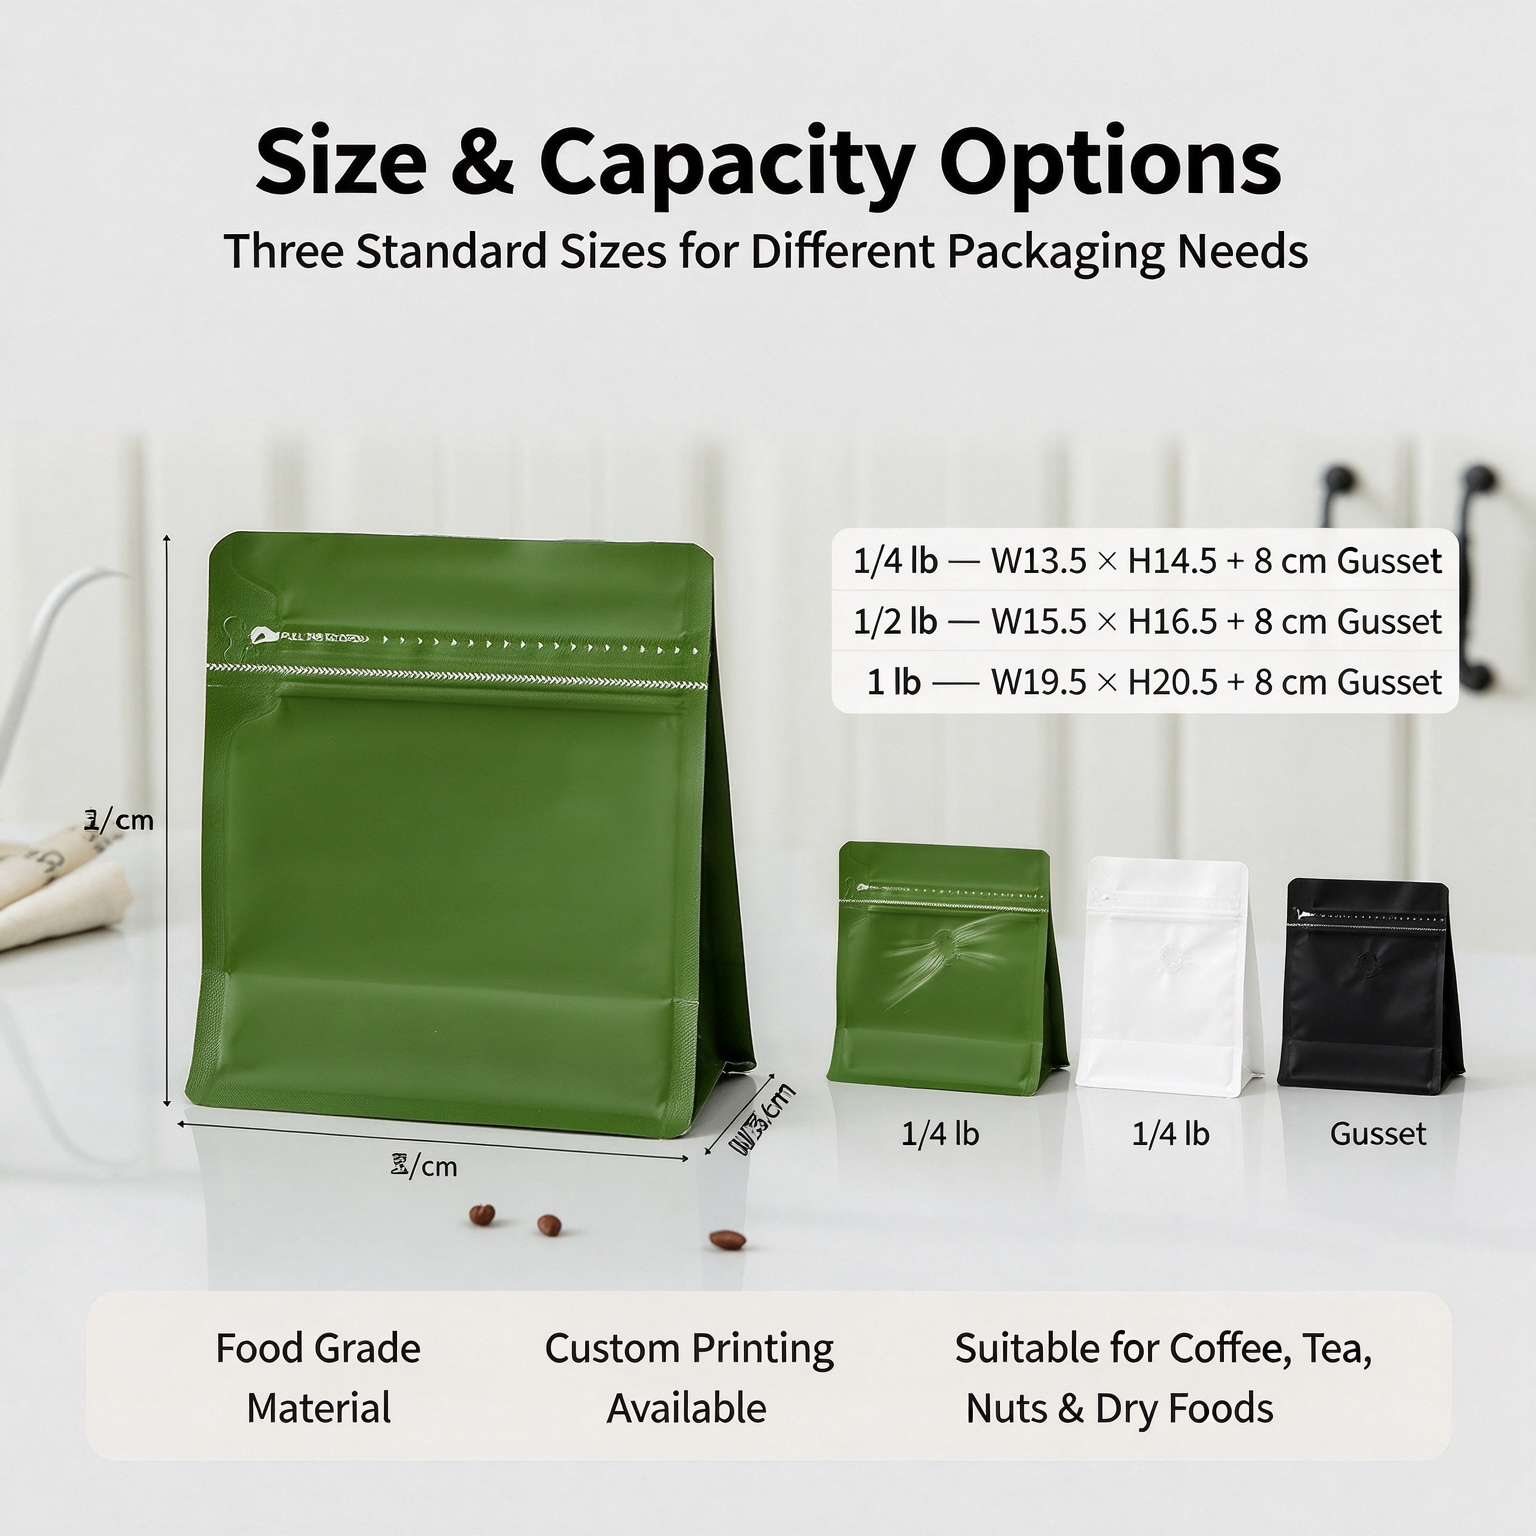 Size & Capacity Options
Three Standard Sizes for Different Packaging Needs
1/4 lb — W13.5 × H14.5 + 8 cm Gusset
1/2 lb — W15.5 × H16.5 + 8 cm Gusset
1 lb — W19.5 × H20.5 + 8 cm Gusset
/cm
/cm
/cm
1/4 lb
1/4 lb
Gusset
Food Grade
Material
Custom Printing
Available
Suitable for Coffee, Tea,
Nuts & Dry Foods